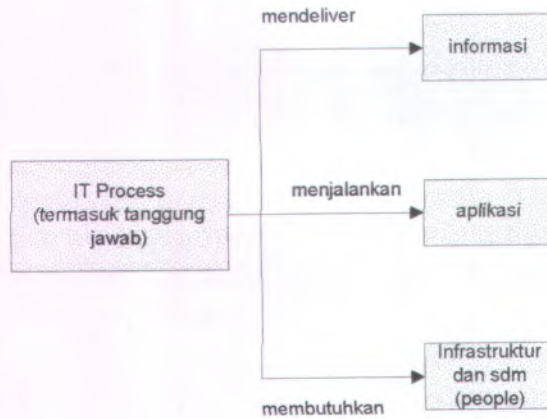 mendeliver
informasi
IT Process
(termasuk tanggung
jawab)
menjalankan
aplikasi
Infrastruktur
dan sdm
(people)
membutuhkan